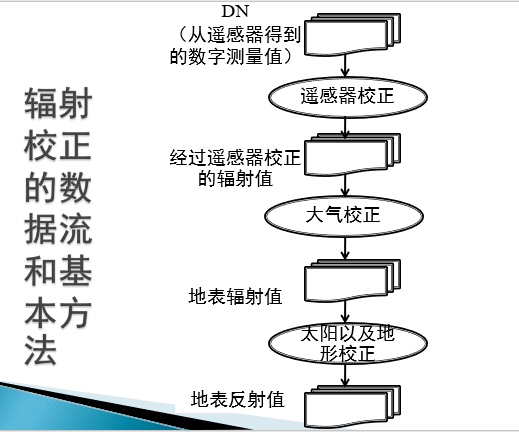 辐射
校正
的数
据流
和基
本方
法
DN
（从遥感器得到
的数字测量值）
遥感器校正
经过遥感器校正
的辐射值
大气校正
地表辐射值
太阳以及地
形校正
地表反射值